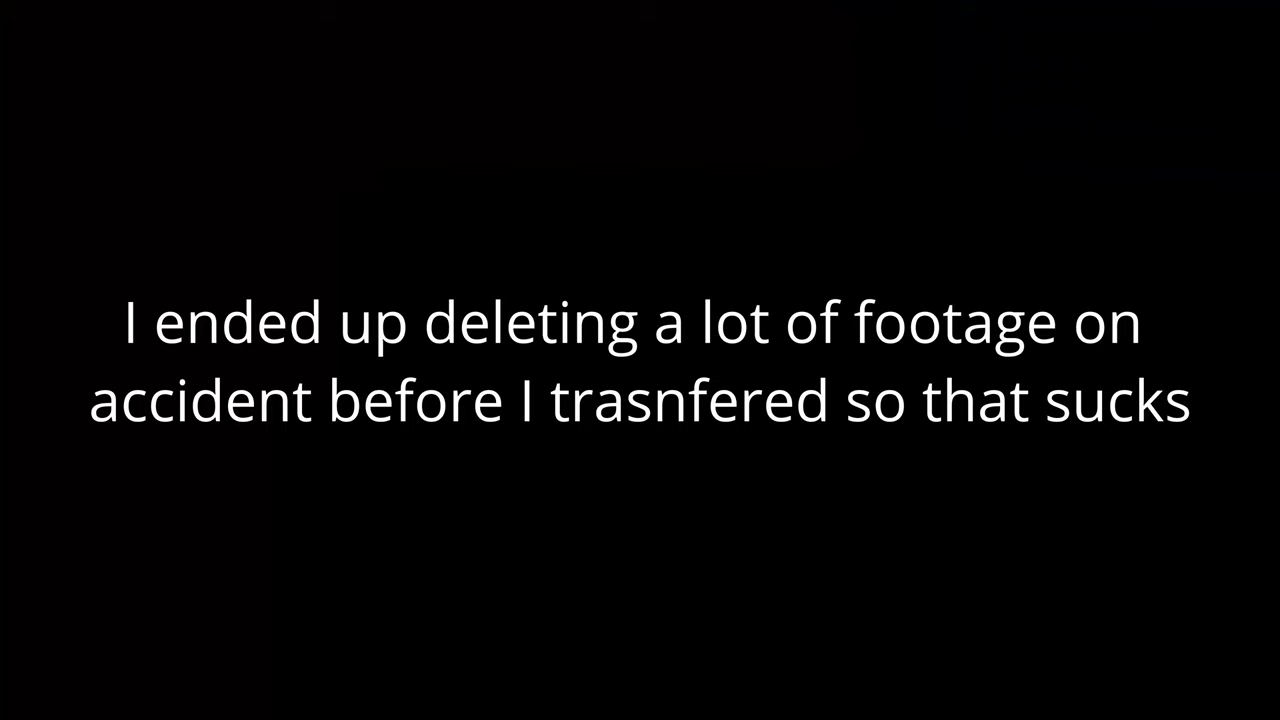 I ended up deleting a lot of footage on
accident before I trasnfered so that sucks